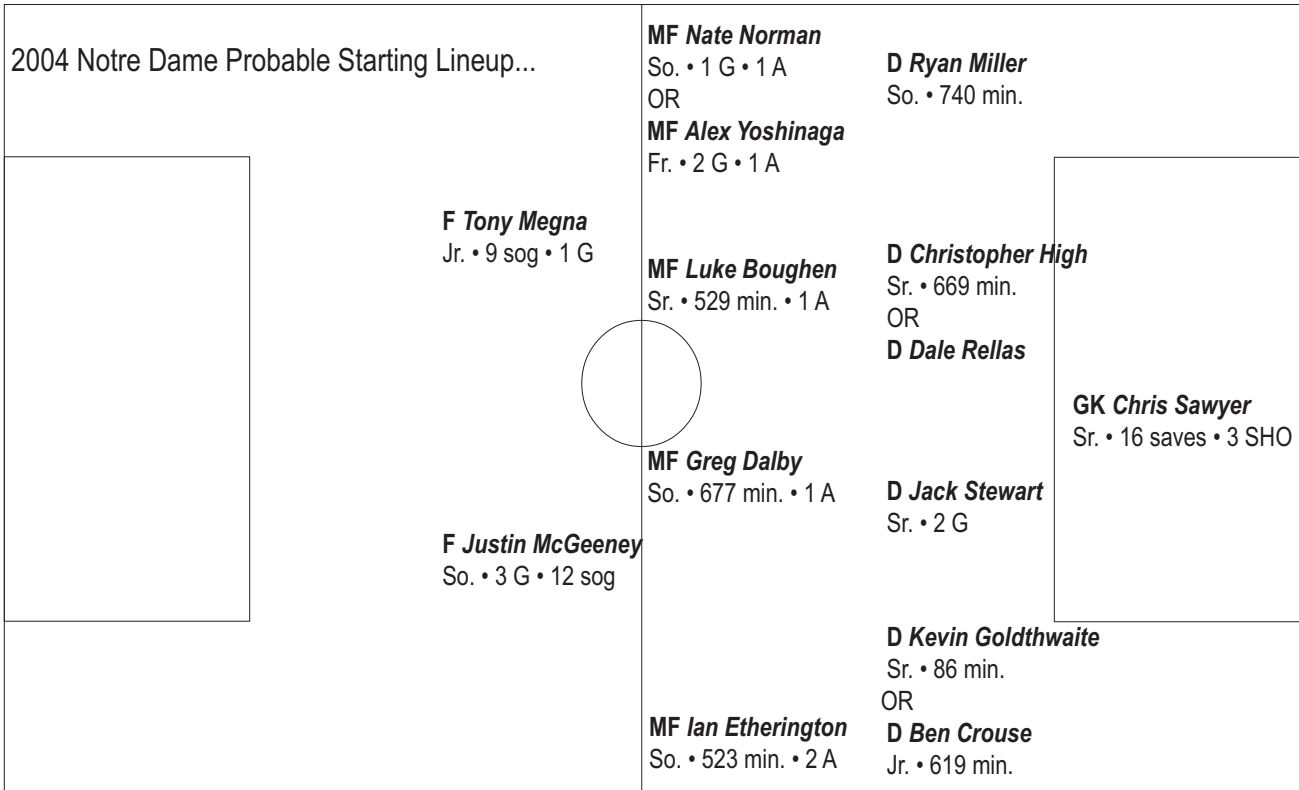 2004 Notre Dame Probable Starting Lineup...
MF Nate Norman
So. • 1 G • 1 A
OR
MF Alex Yoshinaga
Fr. • 2 G • 1 A
D Ryan Miller
So. • 740 min.
F Tony Megna
Jr. • 9 sog • 1 G
MF Luke Boughen
Sr. • 529 min. • 1 A
D Christopher High
Sr. • 669 min.
OR
D Dale Rellas
GK Chris Sawyer
Sr. • 16 saves • 3 SHO
MF Greg Dalby
So. • 677 min. • 1 A
D Jack Stewart
Sr. • 2 G
F Justin McGeeney
So. • 3 G • 12 sog
D Kevin Goldthwaite
Sr. • 86 min.
OR
D Ben Crouse
Jr. • 619 min.
MF Ian Etherington
So. • 523 min. • 2 A